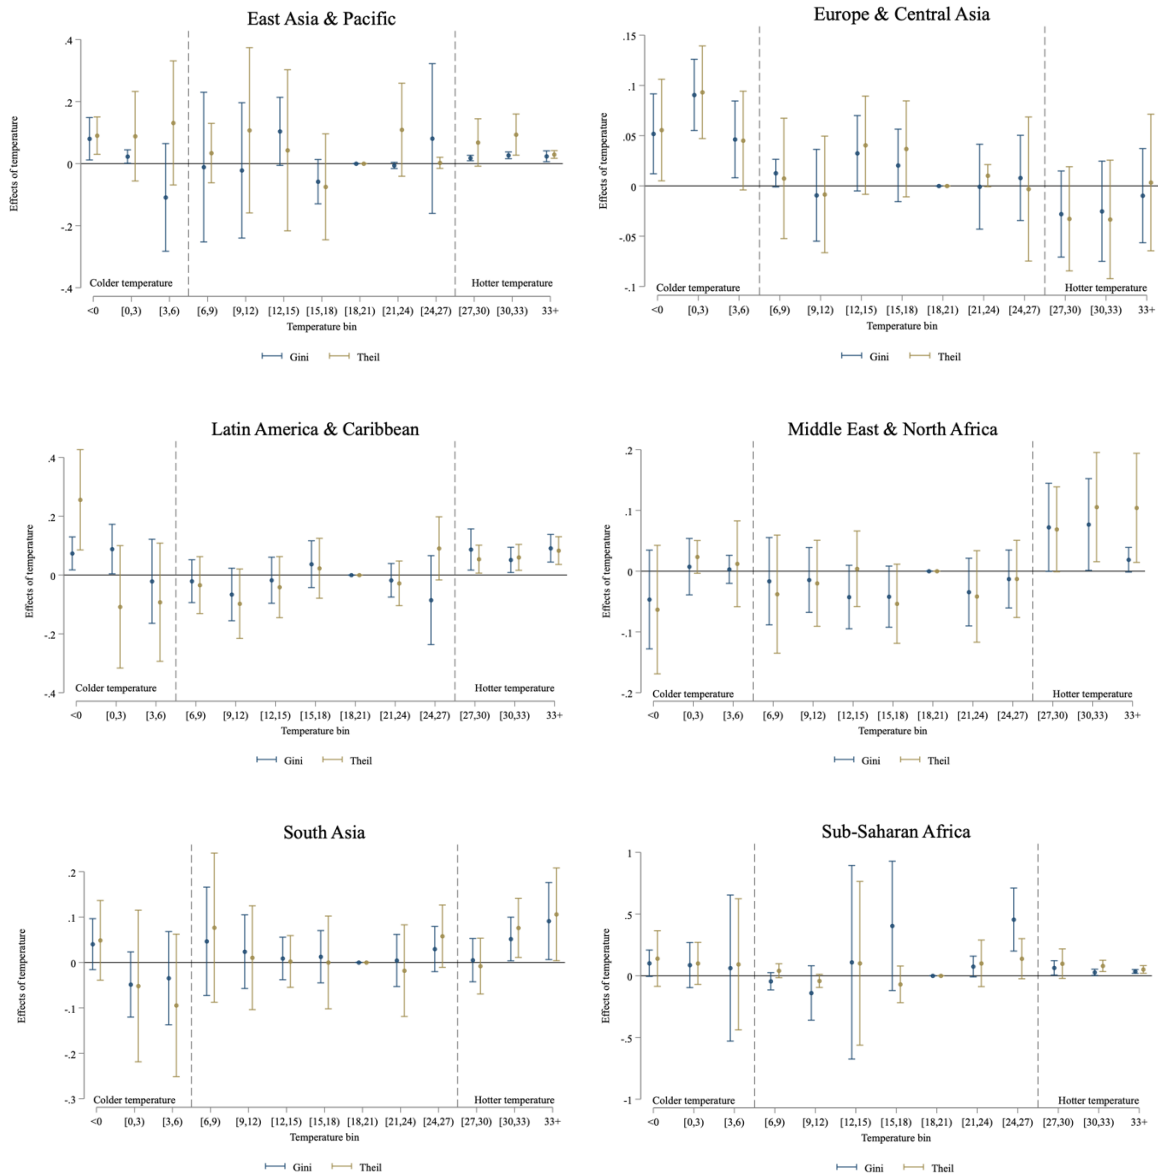 East Asia & Pacific
.4
.2
0
-.2
-.4
Effects of temperature
Colder temperature
Hotter temperature
<0 [0,3) [3,6) [6,9) [9,12) [12,15) [15,18) [18,21) [21,24) [24,27) [27,30) [30,33) 33+
Temperature bin
Gini Theil
Europe & Central Asia
.15
.1
.05
0
-.05
-.1
Effects of temperature
Colder temperature
Hotter temperature
<0 [0,3) [3,6) [6,9) [9,12) [12,15) [15,18) [18,21) [21,24) [24,27) [27,30) [30,33) 33+
Temperature bin
Gini Theil
Latin America & Caribbean
.4
.2
0
-.2
-.4
Effects of temperature
Colder temperature
Hotter temperature
<0 [0,3) [3,6) [6,9) [9,12) [12,15) [15,18) [18,21) [21,24) [24,27) [27,30) [30,33) 33+
Temperature bin
Gini Theil
Middle East & North Africa
.2
.1
0
-.1
-.2
Effects of temperature
Colder temperature
Hotter temperature
<0 [0,3) [3,6) [6,9) [9,12) [12,15) [15,18) [18,21) [21,24) [24,27) [27,30) [30,33) 33+
Temperature bin
Gini Theil
South Asia
.2
.1
0
-.1
-.2
-.3
Effects of temperature
Colder temperature
Hotter temperature
<0 [0,3) [3,6) [6,9) [9,12) [12,15) [15,18) [18,21) [21,24) [24,27) [27,30) [30,33) 33+
Temperature bin
Gini Theil
Sub-Saharan Africa
1
.5
0
-.5
-1
Effects of temperature
Colder temperature
Hotter temperature
<0 [0,3) [3,6) [6,9) [9,12) [12,15) [15,18) [18,21) [21,24) [24,27) [27,30) [30,33) 33+
Temperature bin
Gini Theil